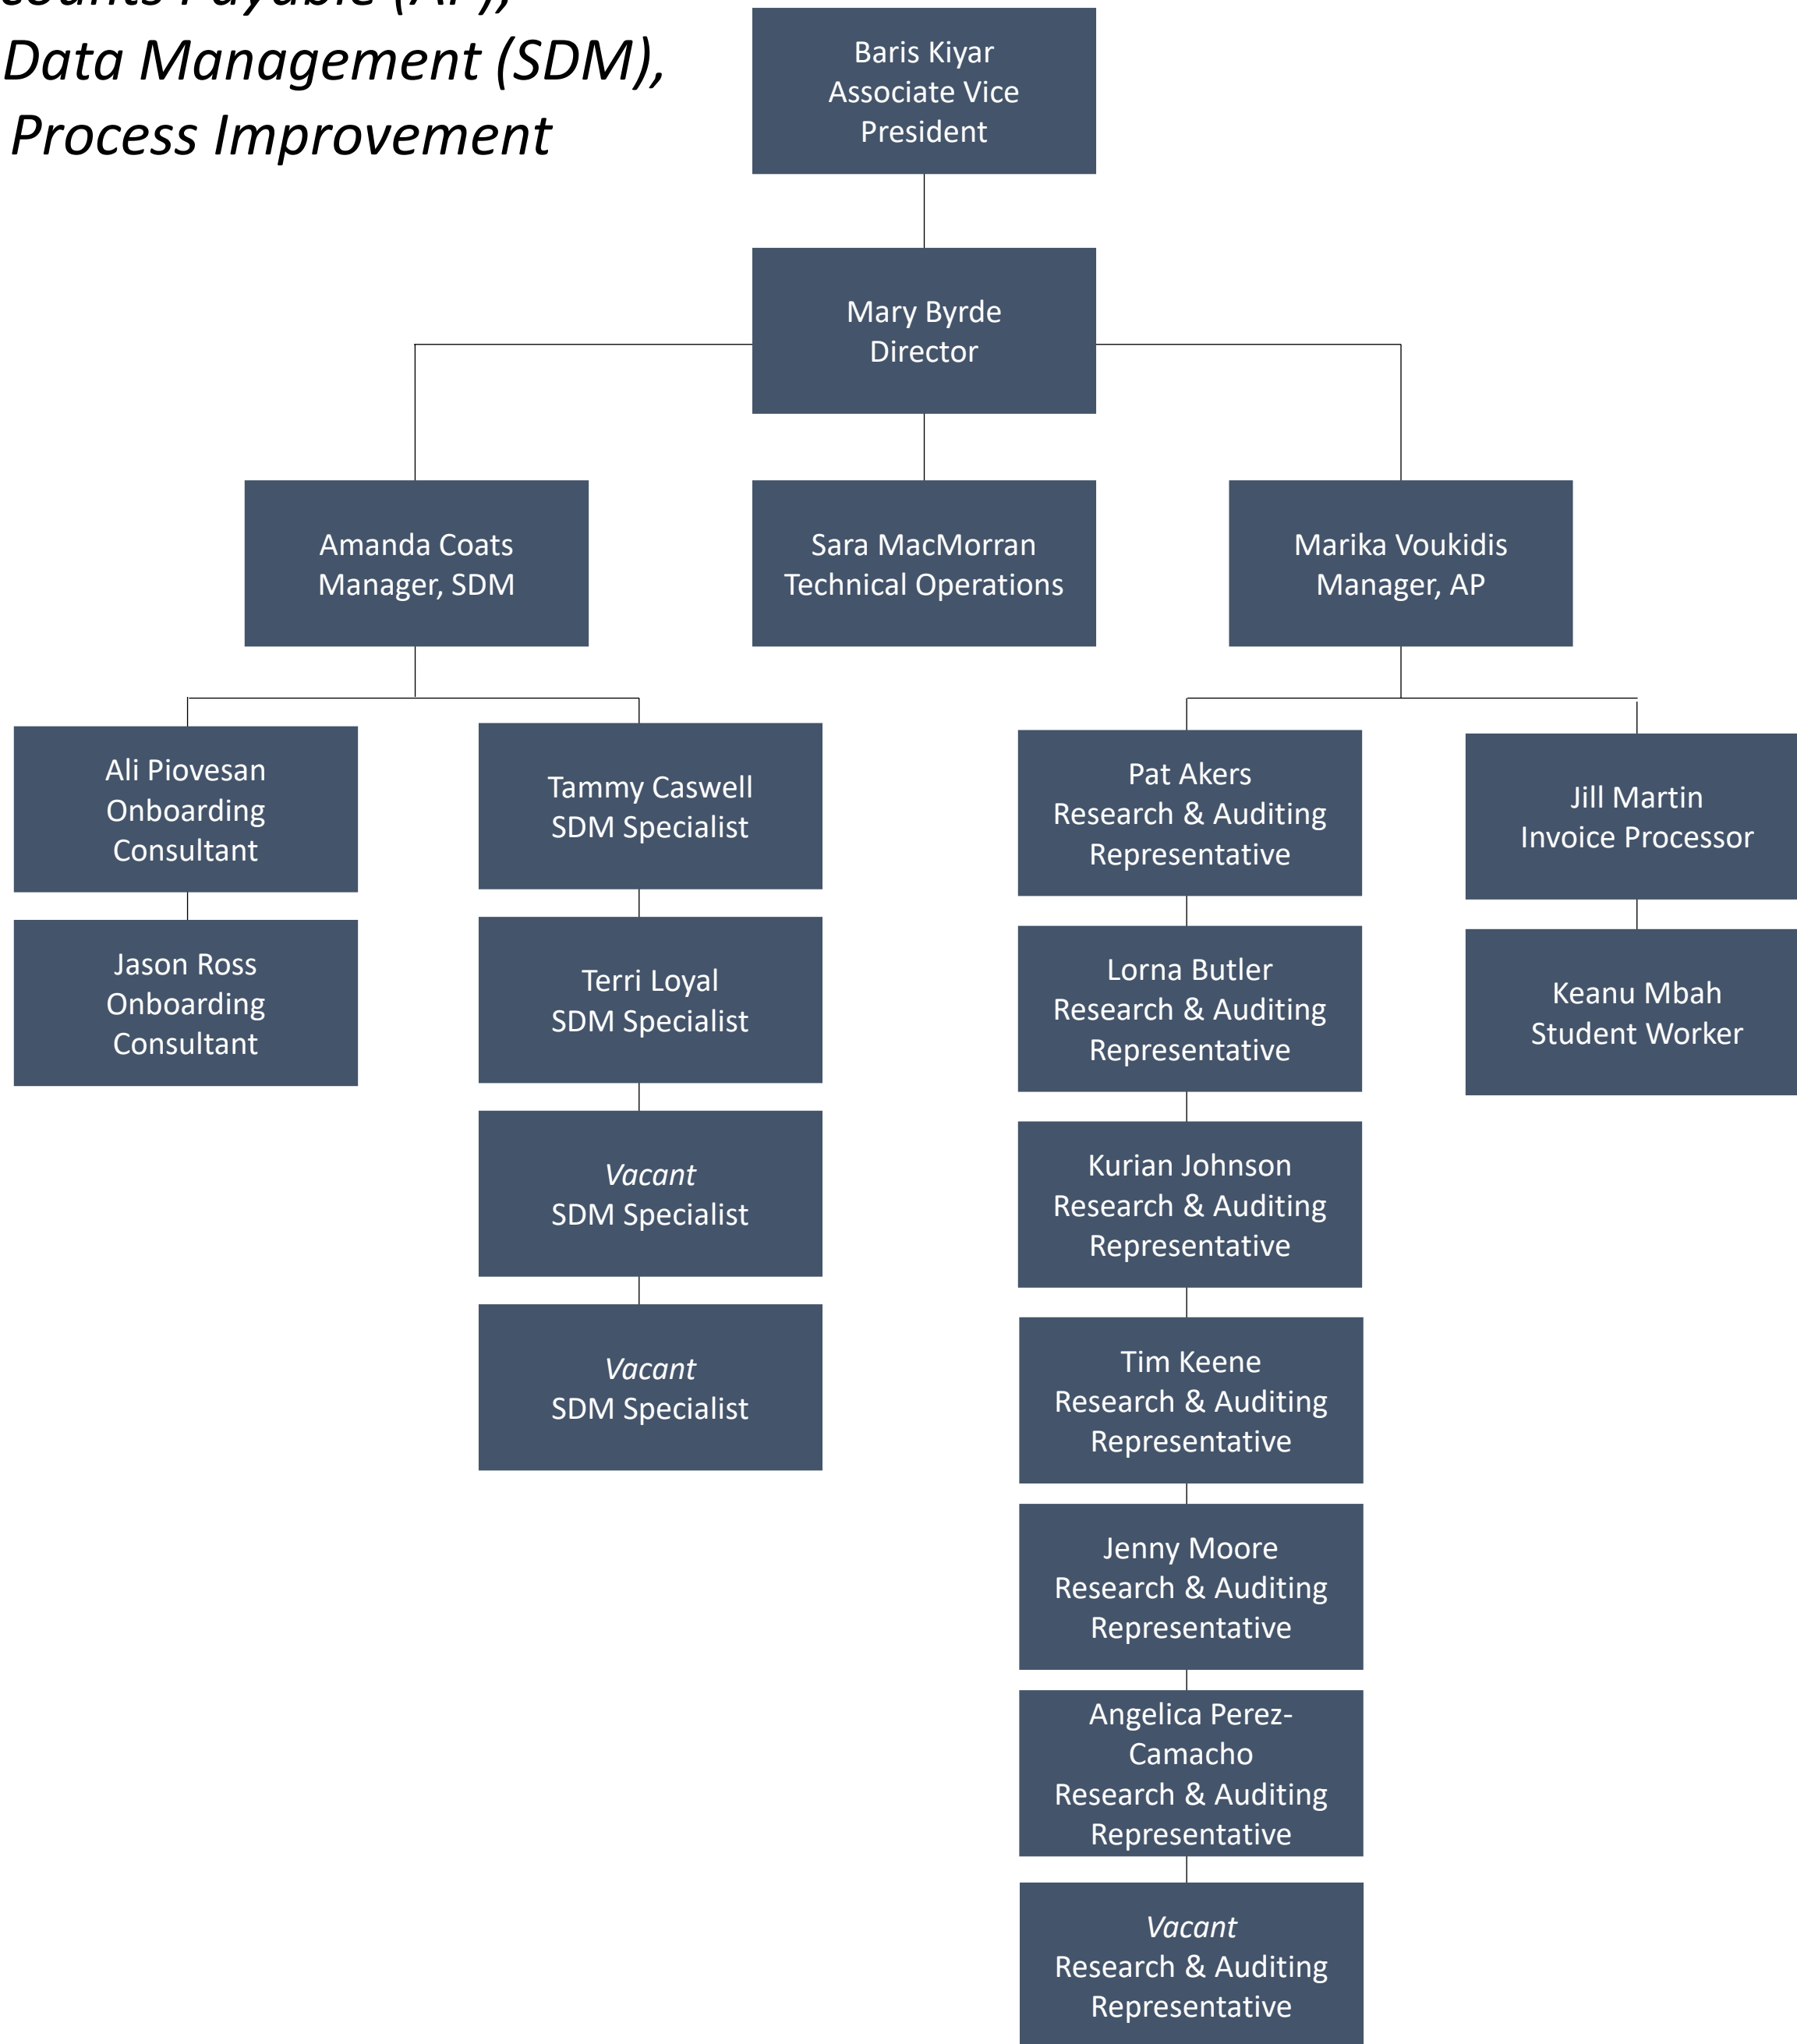 Payable (AP),
Data Management (SDM),
Process Improvement
Baris Kiyar
Associate Vice
President
Mary Byrde
Director
Amanda Coats
Manager, SDM
Sara MacMorran
Technical Operations
Marika Voukidis
Manager, AP
Ali Piovesan
Onboarding
Consultant
Jason Ross
Onboarding
Consultant
Tammy Caswell
SDM Specialist
Terri Loyal
SDM Specialist
Vacant
SDM Specialist
Vacant
SDM Specialist
Pat Akers
Research & Auditing
Representative
Lorna Butler
Research & Auditing
Representative
Kurian Johnson
Research & Auditing
Representative
Tim Keene
Research & Auditing
Representative
Jenny Moore
Research & Auditing
Representative
Angelica Perez-
Camacho
Research & Auditing
Representative
Vacant
Research & Auditing
Representative
Jill Martin
Invoice Processor
Keanu Mbah
Student Worker